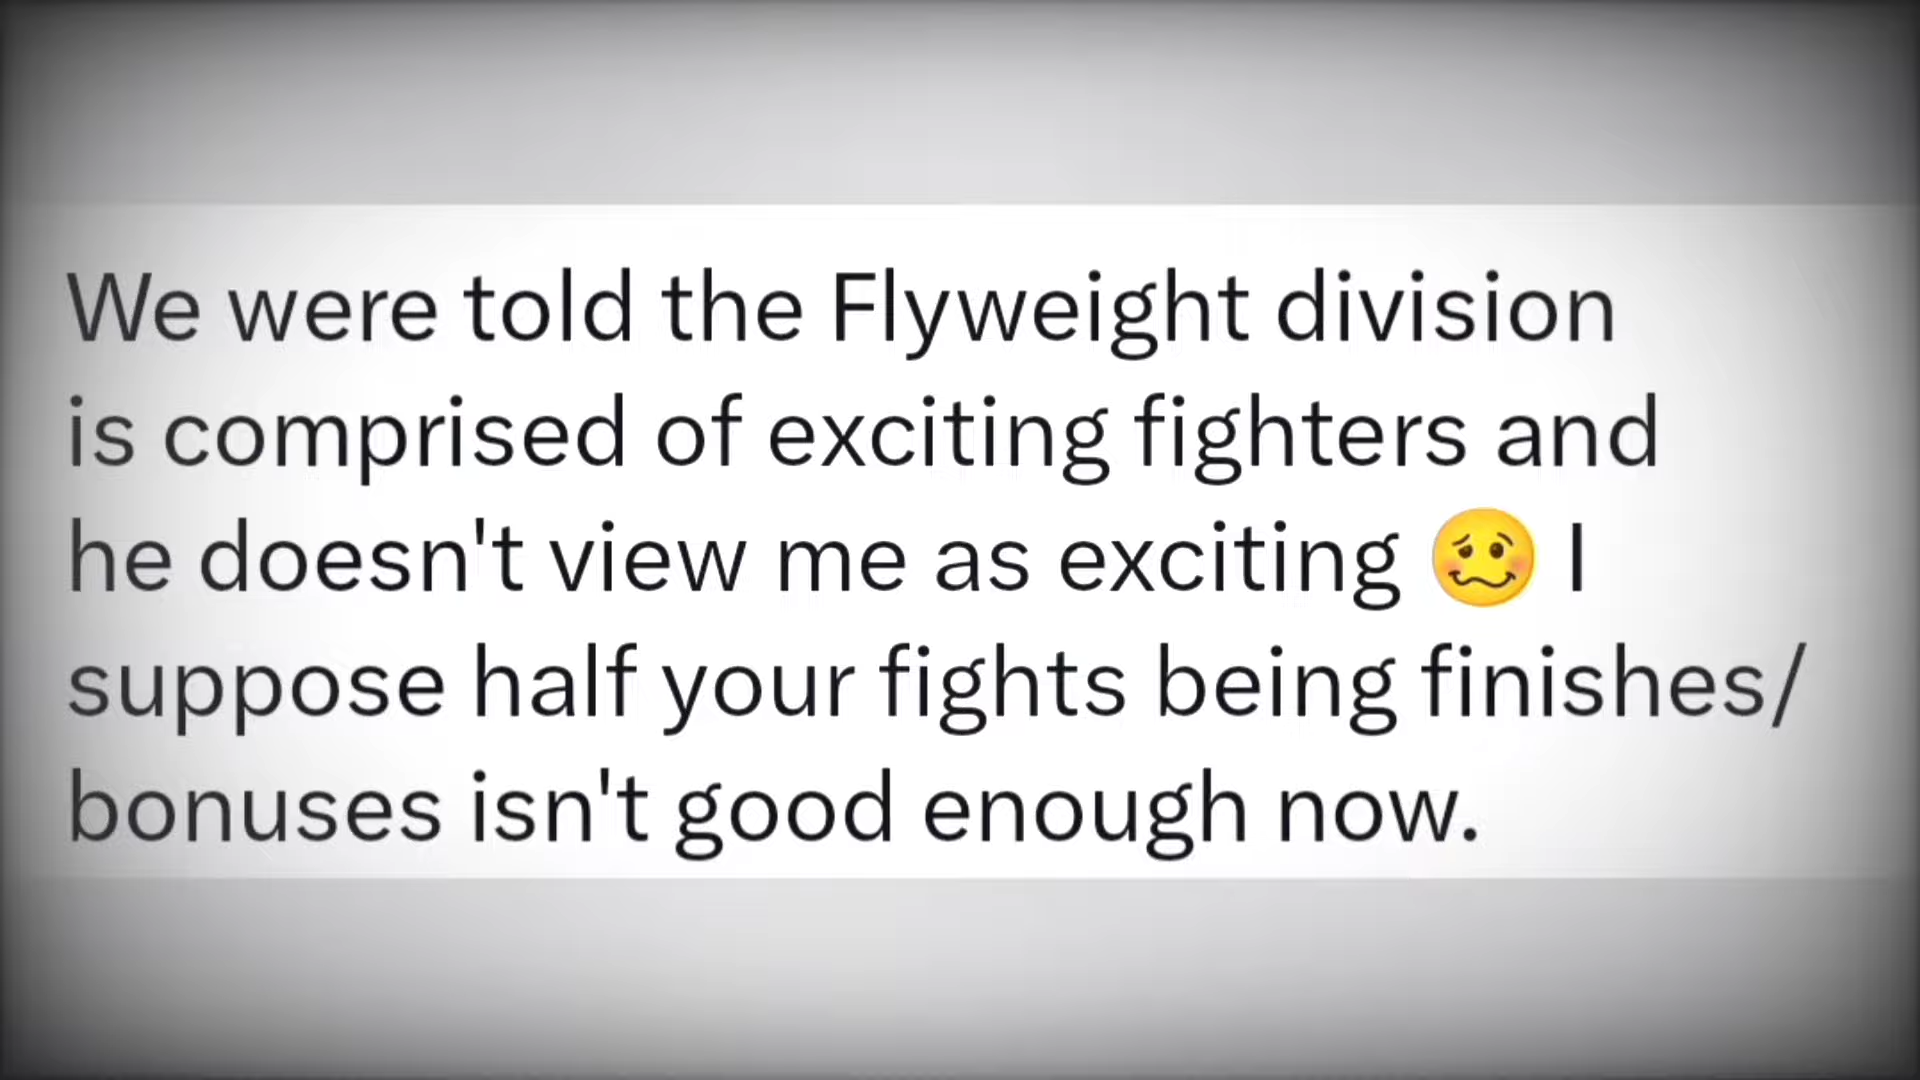 We were told the Flyweight division
is comprised of exciting fighters and
he doesn't view me as exciting 🥴 I
suppose half your fights being finishes/
bonuses isn't good enough now.